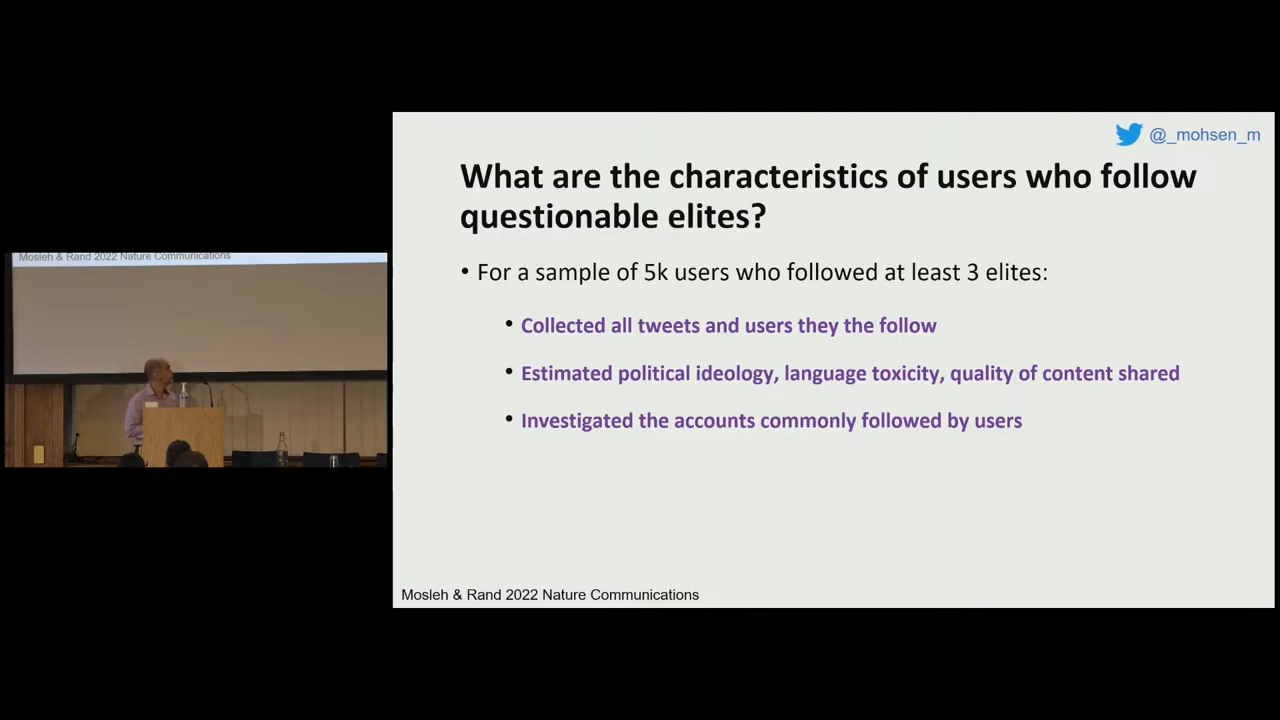 @_mohsen_m
What are the characteristics of users who follow
questionable elites?
• For a sample of 5k users who followed at least 3 elites:
• Collected all tweets and users they the follow
• Estimated political ideology, language toxicity, quality of content shared
• Investigated the accounts commonly followed by users
Mosleh & Rand 2022 Nature Communications
Mosleh & Rand 2022 Nature Communications